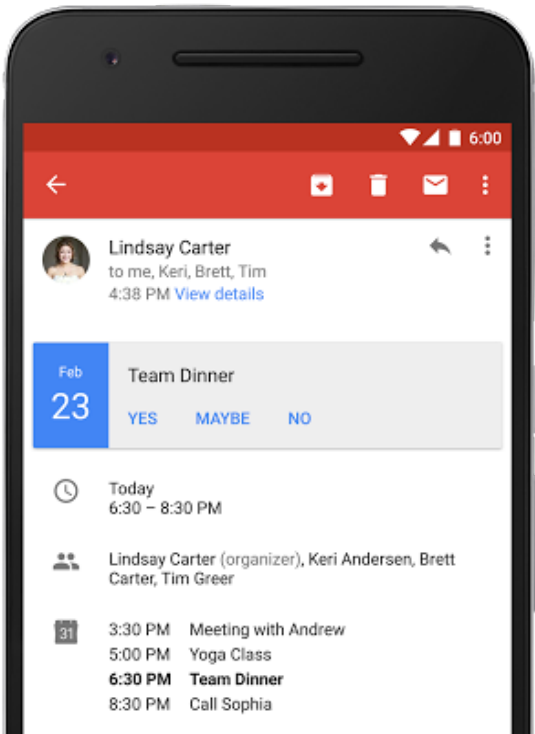 6:00
Lindsay Carter
to me, Keri, Brett, Tim
4:38 PM View details
Feb
23
Team Dinner
YES MAYBE NO
Today
6:30 – 8:30 PM
Lindsay Carter (organizer), Keri Andersen, Brett
Carter, Tim Greer
31
3:30 PM Meeting with Andrew
5:00 PM Yoga Class
6:30 PM Team Dinner
8:30 PM Call Sophia